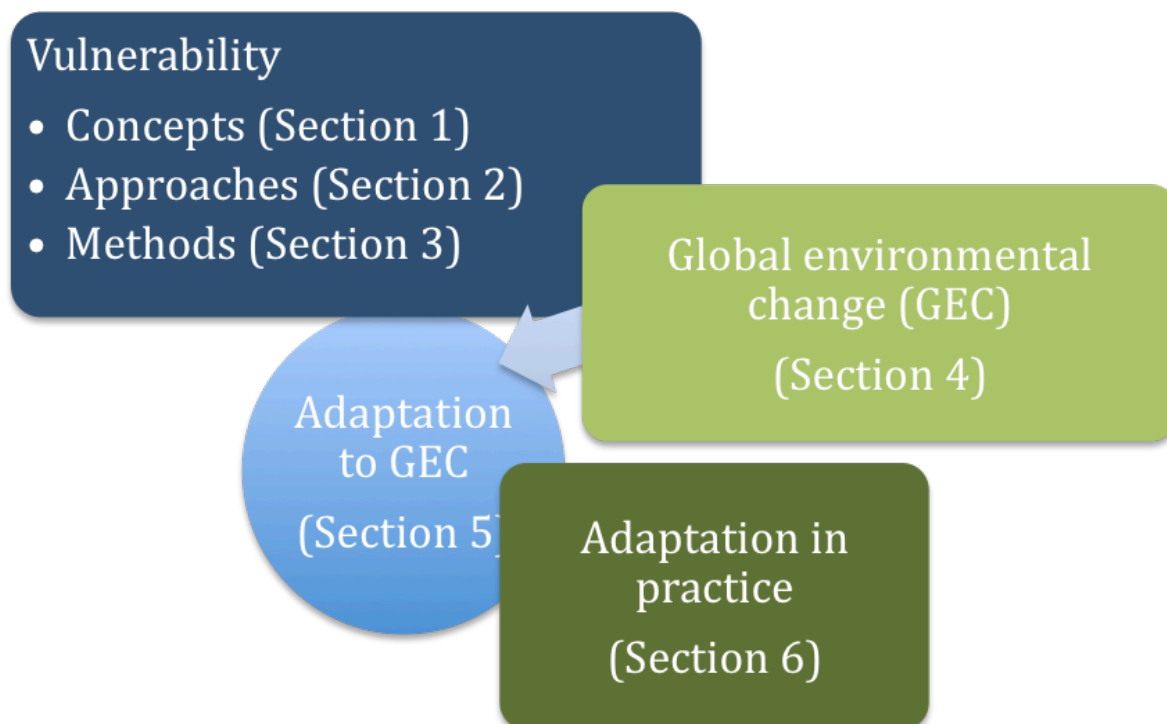 Vulnerability
• Concepts (Section 1)
• Approaches (Section 2)
• Methods (Section 3)
Global environmental
change (GEC)
(Section 4)
Adaptation
to GEC
(Section 5)
Adaptation in
practice
(Section 6)